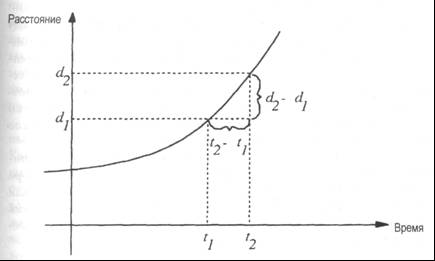 Расстояние
d₂
d₂- d₁
d₁
t₂- t₁
Время
t₁ t₂